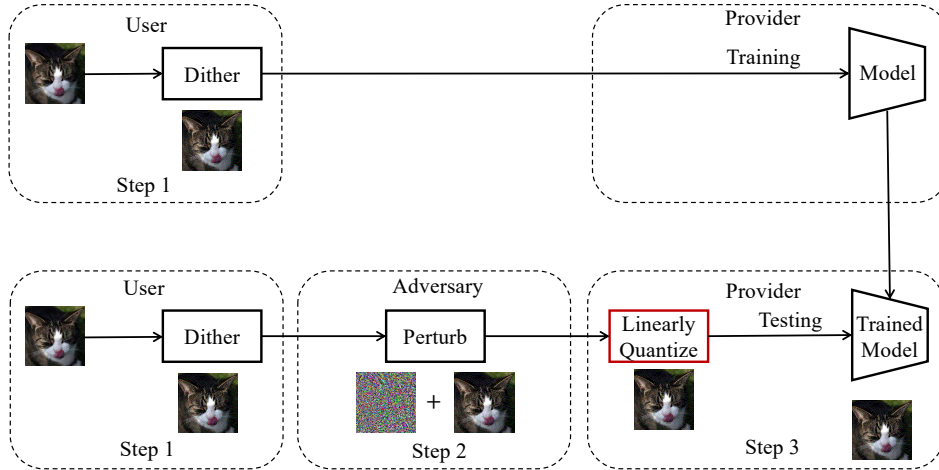 User
Provider
Dither
Training
Model
Step 1
User
Adversary
Provider
Dither
Perturb
Linearly
Quantize
Testing
Trained
Model
+
Step 1
Step 2
Step 3